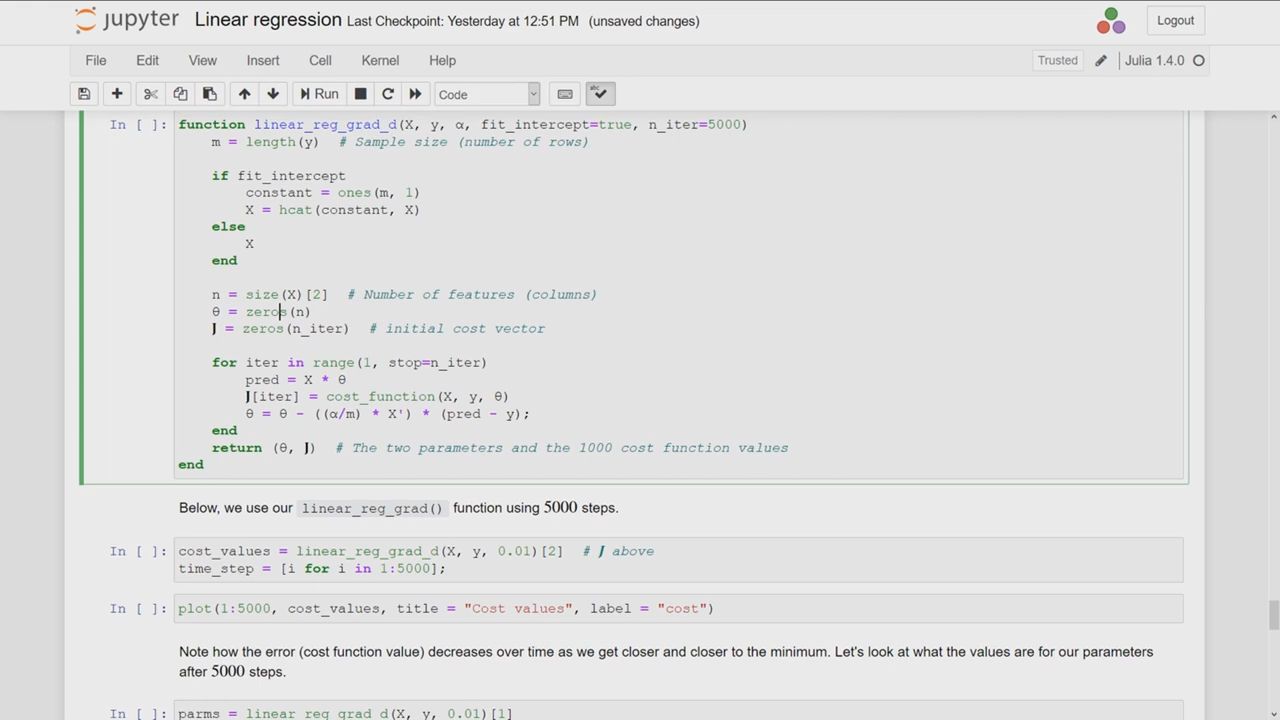 jupyter Linear regression Last Checkpoint: Yesterday at 12:51 PM (unsaved changes) Logout
File Edit View Insert Cell Kernel Help Trusted Julia 1.4.0
Run Code abc
In [ ]: function linear_reg_grad_d(X, y, α, fit_intercept=true, n_iter=5000)
m = length(y) # Sample size (number of rows)
if fit_intercept
constant = ones(m, 1)
X = hcat(constant, X)
else
X
end
n = size(X)[2] # Number of features (columns)
θ = zeros(n)
J = zeros(n_iter) # initial cost vector
for iter in range(1, stop=n_iter)
pred = X * θ
J[iter] = cost_function(X, y, θ)
θ = θ - ((α/m) * X') * (pred - y);
end
return (θ, J) # The two parameters and the 1000 cost function values
end
Below, we use our linear_reg_grad() function using 5000 steps.
In [ ]: cost_values = linear_reg_grad_d(X, y, 0.01)[2] # J above
time_step = [i for i in 1:5000];
In [ ]: plot(1:5000, cost_values, title = "Cost values", label = "cost")
Note how the error (cost function value) decreases over time as we get closer and closer to the minimum. Let's look at what the values are for our parameters
after 5000 steps.
In [ ]: parms = linear_reg_grad_d(X, y, 0.01)[1]